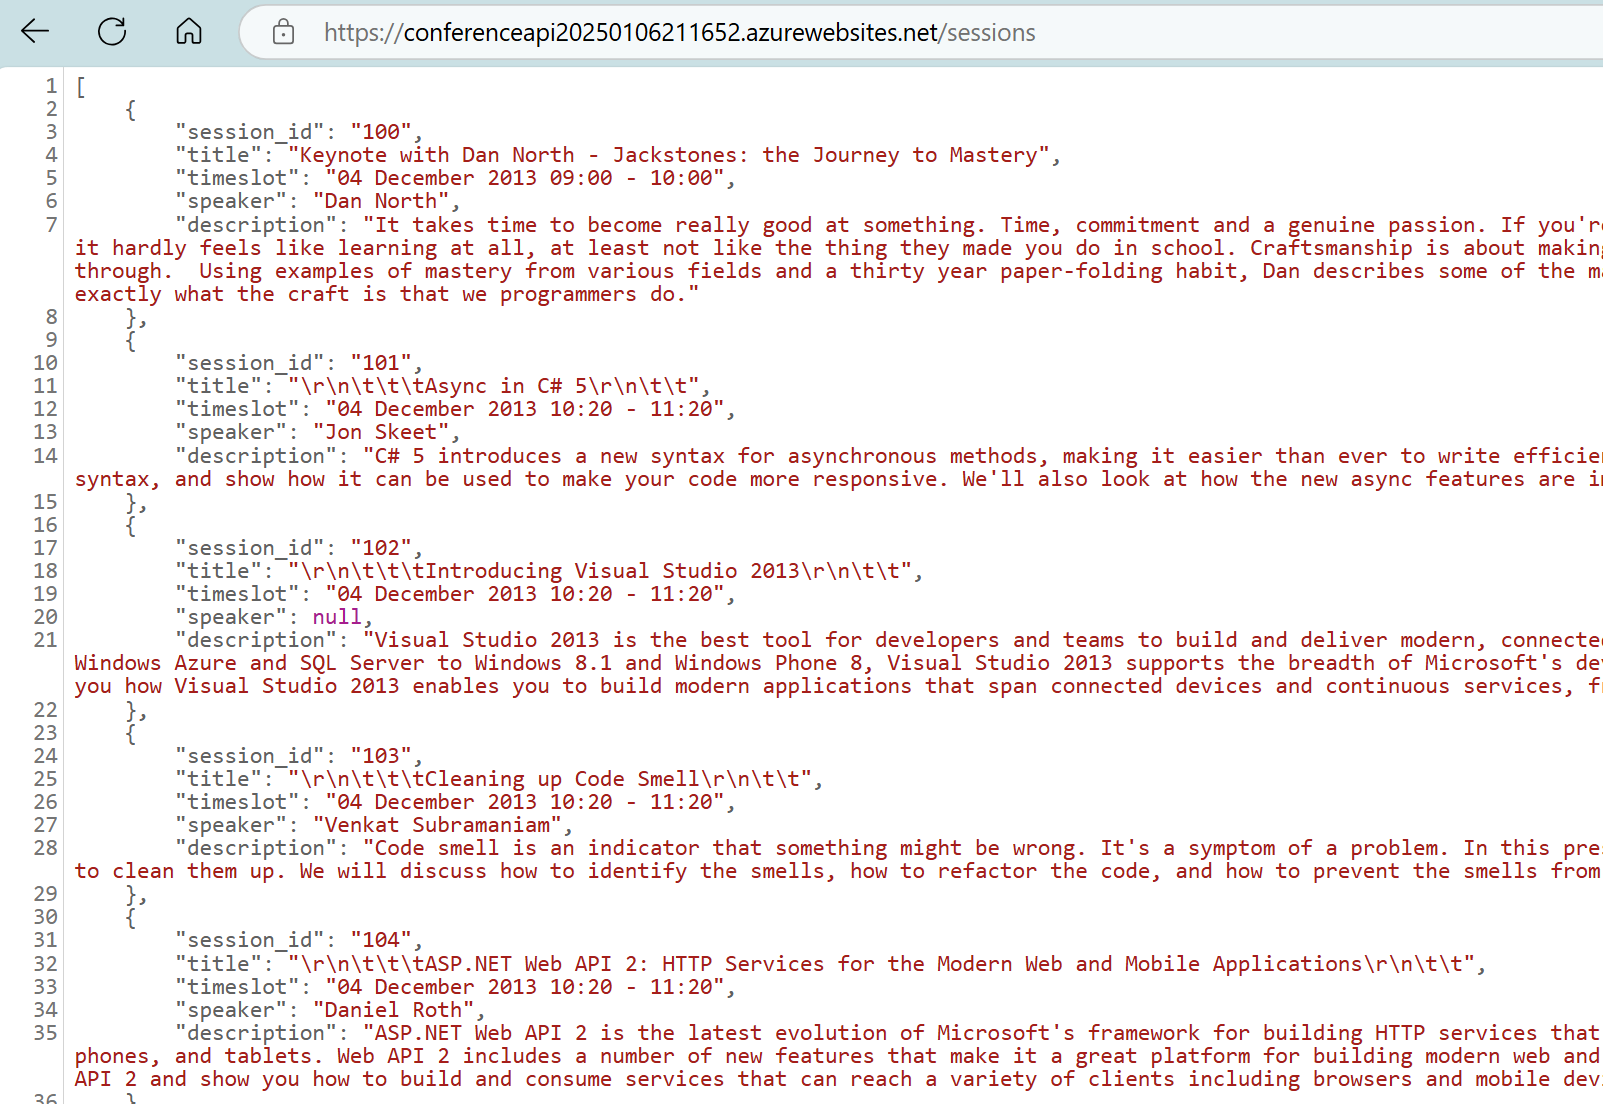 https://conferenceapi20250106211652.azurewebsites.net/sessions
1 [
2 {
3 "session_id": "100",
4 "title": "Keynote with Dan North - Jackstones: the Journey to Mastery",
5 "timeslot": "04 December 2013 09:00 - 10:00",
6 "speaker": "Dan North",
7 "description": "It takes time to become really good at something. Time, commitment and a genuine passion. If you're
it hardly feels like learning at all, at least not like the thing they made you do in school. Craftsmanship is about making
through.  Using examples of mastery from various fields and a thirty year paper-folding habit, Dan describes some of the
exactly what the craft is that we programmers do."
8 },
9 {
10 "session_id": "101",
11 "title": "\r\n\t\t\tAsync in C# 5\r\n\t\t",
12 "timeslot": "04 December 2013 10:20 - 11:20",
13 "speaker": "Jon Skeet",
14 "description": "C# 5 introduces a new syntax for asynchronous methods, making it easier than ever to write
syntax, and show how it can be used to make your code more responsive. We'll also look at how the new async features are
15 },
16 {
17 "session_id": "102",
18 "title": "\r\n\t\t\tIntroducing Visual Studio 2013\r\n\t\t",
19 "timeslot": "04 December 2013 10:20 - 11:20",
20 "speaker": null,
21 "description": "Visual Studio 2013 is the best tool for developers and teams to build and deliver modern, connected
Windows Azure and SQL Server to Windows 8.1 and Windows Phone 8, Visual Studio 2013 supports the breadth of Microsoft's
you how Visual Studio 2013 enables you to build modern applications that span connected devices and continuous services,
22 },
23 {
24 "session_id": "103",
25 "title": "\r\n\t\t\tCleaning up Code Smell\r\n\t\t",
26 "timeslot": "04 December 2013 10:20 - 11:20",
27 "speaker": "Venkat Subramaniam",
28 "description": "Code smell is an indicator that something might be wrong. It's a symptom of a problem. In this
to clean them up. We will discuss how to identify the smells, how to refactor the code, and how to prevent the smells from
29 },
30 {
31 "session_id": "104",
32 "title": "\r\n\t\t\tASP.NET Web API 2: HTTP Services for the Modern Web and Mobile Applications\r\n\t\t",
33 "timeslot": "04 December 2013 10:20 - 11:20",
34 "speaker": "Daniel Roth",
35 "description": "ASP.NET Web API 2 is the latest evolution of Microsoft's framework for building HTTP services that
phones, and tablets. Web API 2 includes a number of new features that make it a great platform for building modern web and
API 2 and show you how to build and consume services that can reach a variety of clients including browsers and mobile
36 }